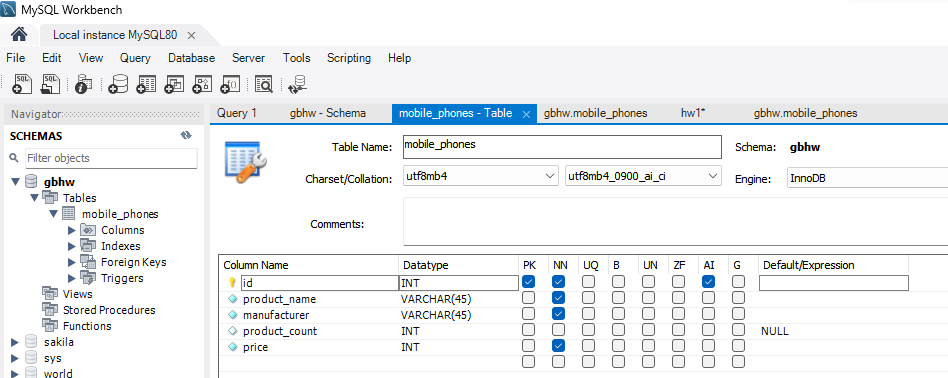 MySQL Workbench
Local instance MySQL80
File Edit View Query Database Server Tools Scripting Help
Navigator
SCHEMAS
Filter objects
gbhw
Tables
mobile_phones
Columns
Indexes
Foreign Keys
Triggers
Views
Stored Procedures
Functions
sakila
sys
world
Query 1 gbhw - Schema mobile_phones - Table gbhw.mobile_phones hw1* gbhw.mobile_phones
Table Name: mobile_phones Schema: gbhw
Charset/Collation: utf8mb4 utf8mb4_0900_ai_ci Engine: InnoDB
Comments:
Column Name Datatype PK NN UQ B UN ZF AI G Default/Expression
id INT
product_name VARCHAR(45)
manufacturer VARCHAR(45)
product_count INT NULL
price INT